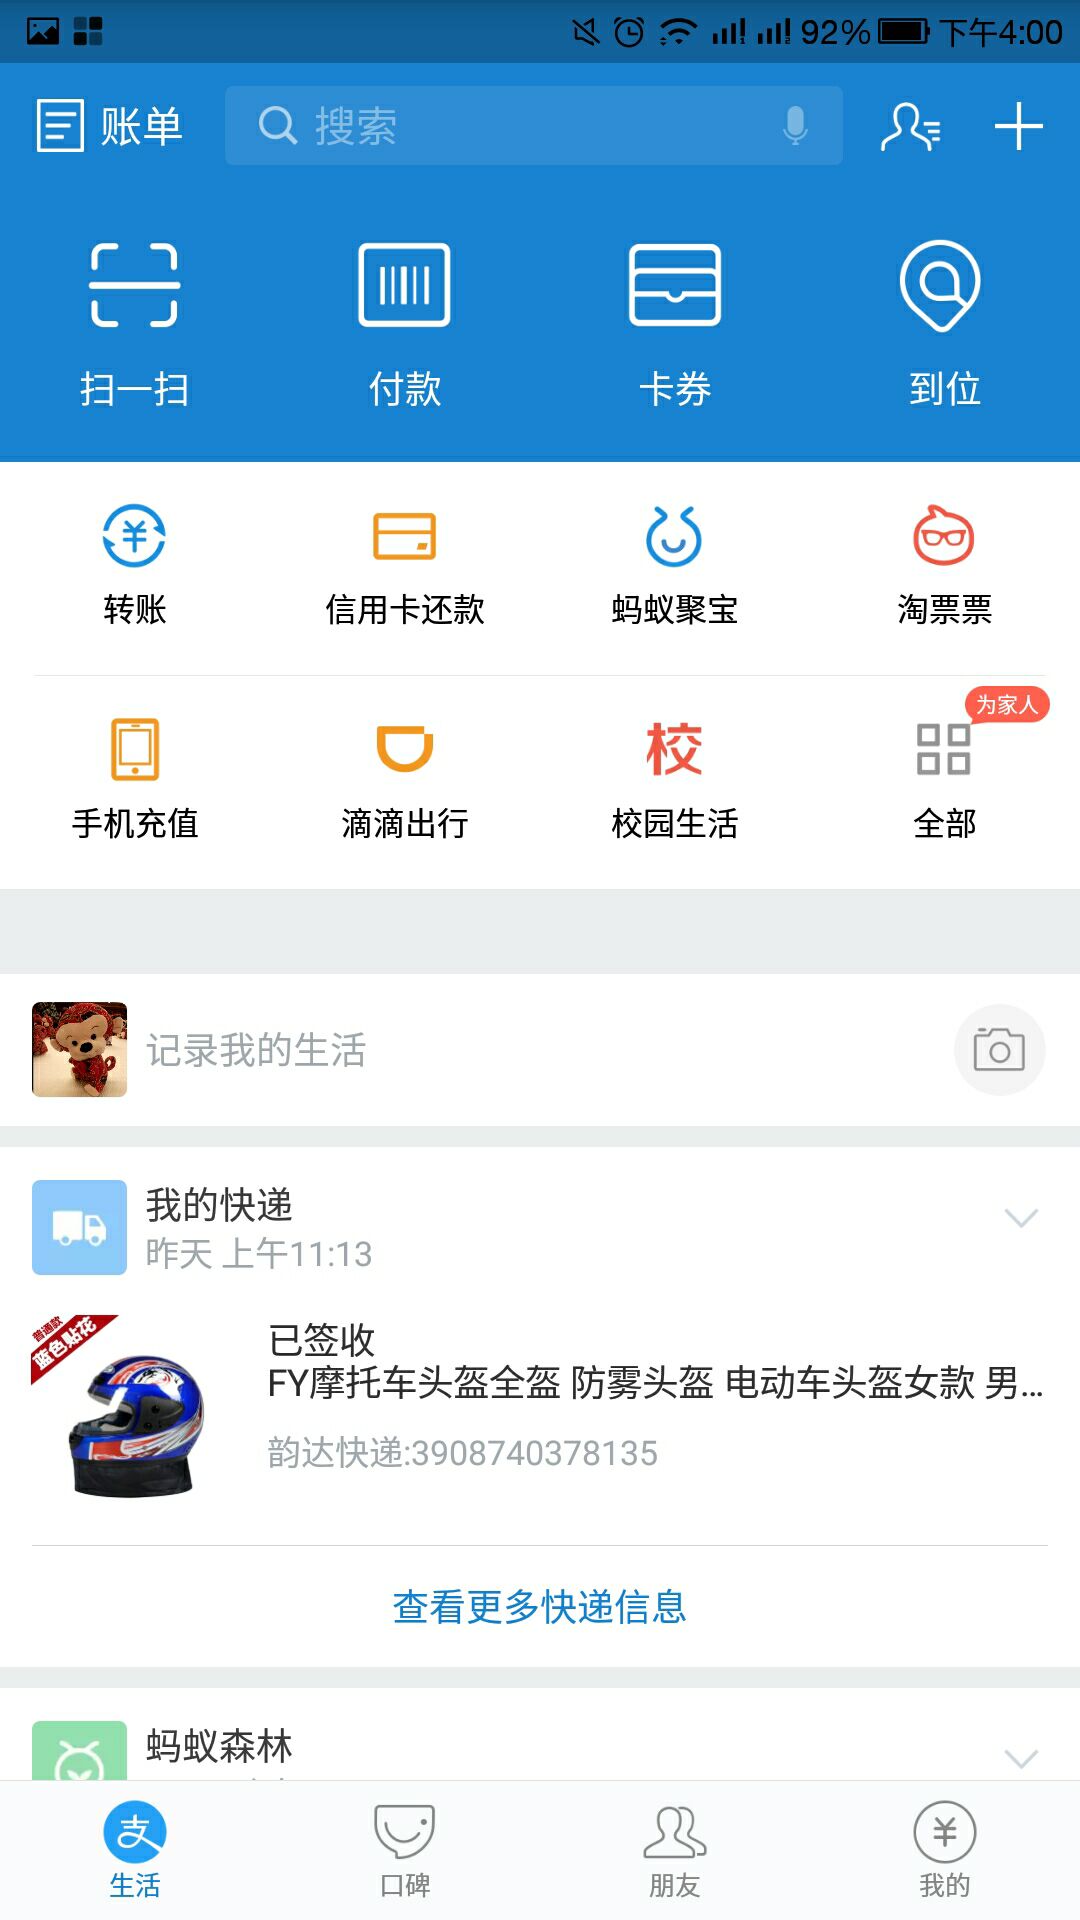 92% 下午4:00
账单 搜索
扫一扫 付款 卡券 到位
转账 信用卡还款 蚂蚁聚宝 淘票票
为家人
校
手机充值 滴滴出行 校园生活 全部
记录我的生活
我的快递
昨天 上午11:13
普通款
蓝色贴花
已签收
FY摩托车头盔全盔 防雾头盔 电动车头盔女款 男...
韵达快递:3908740378135
查看更多快递信息
蚂蚁森林
支
生活 口碑 朋友 我的